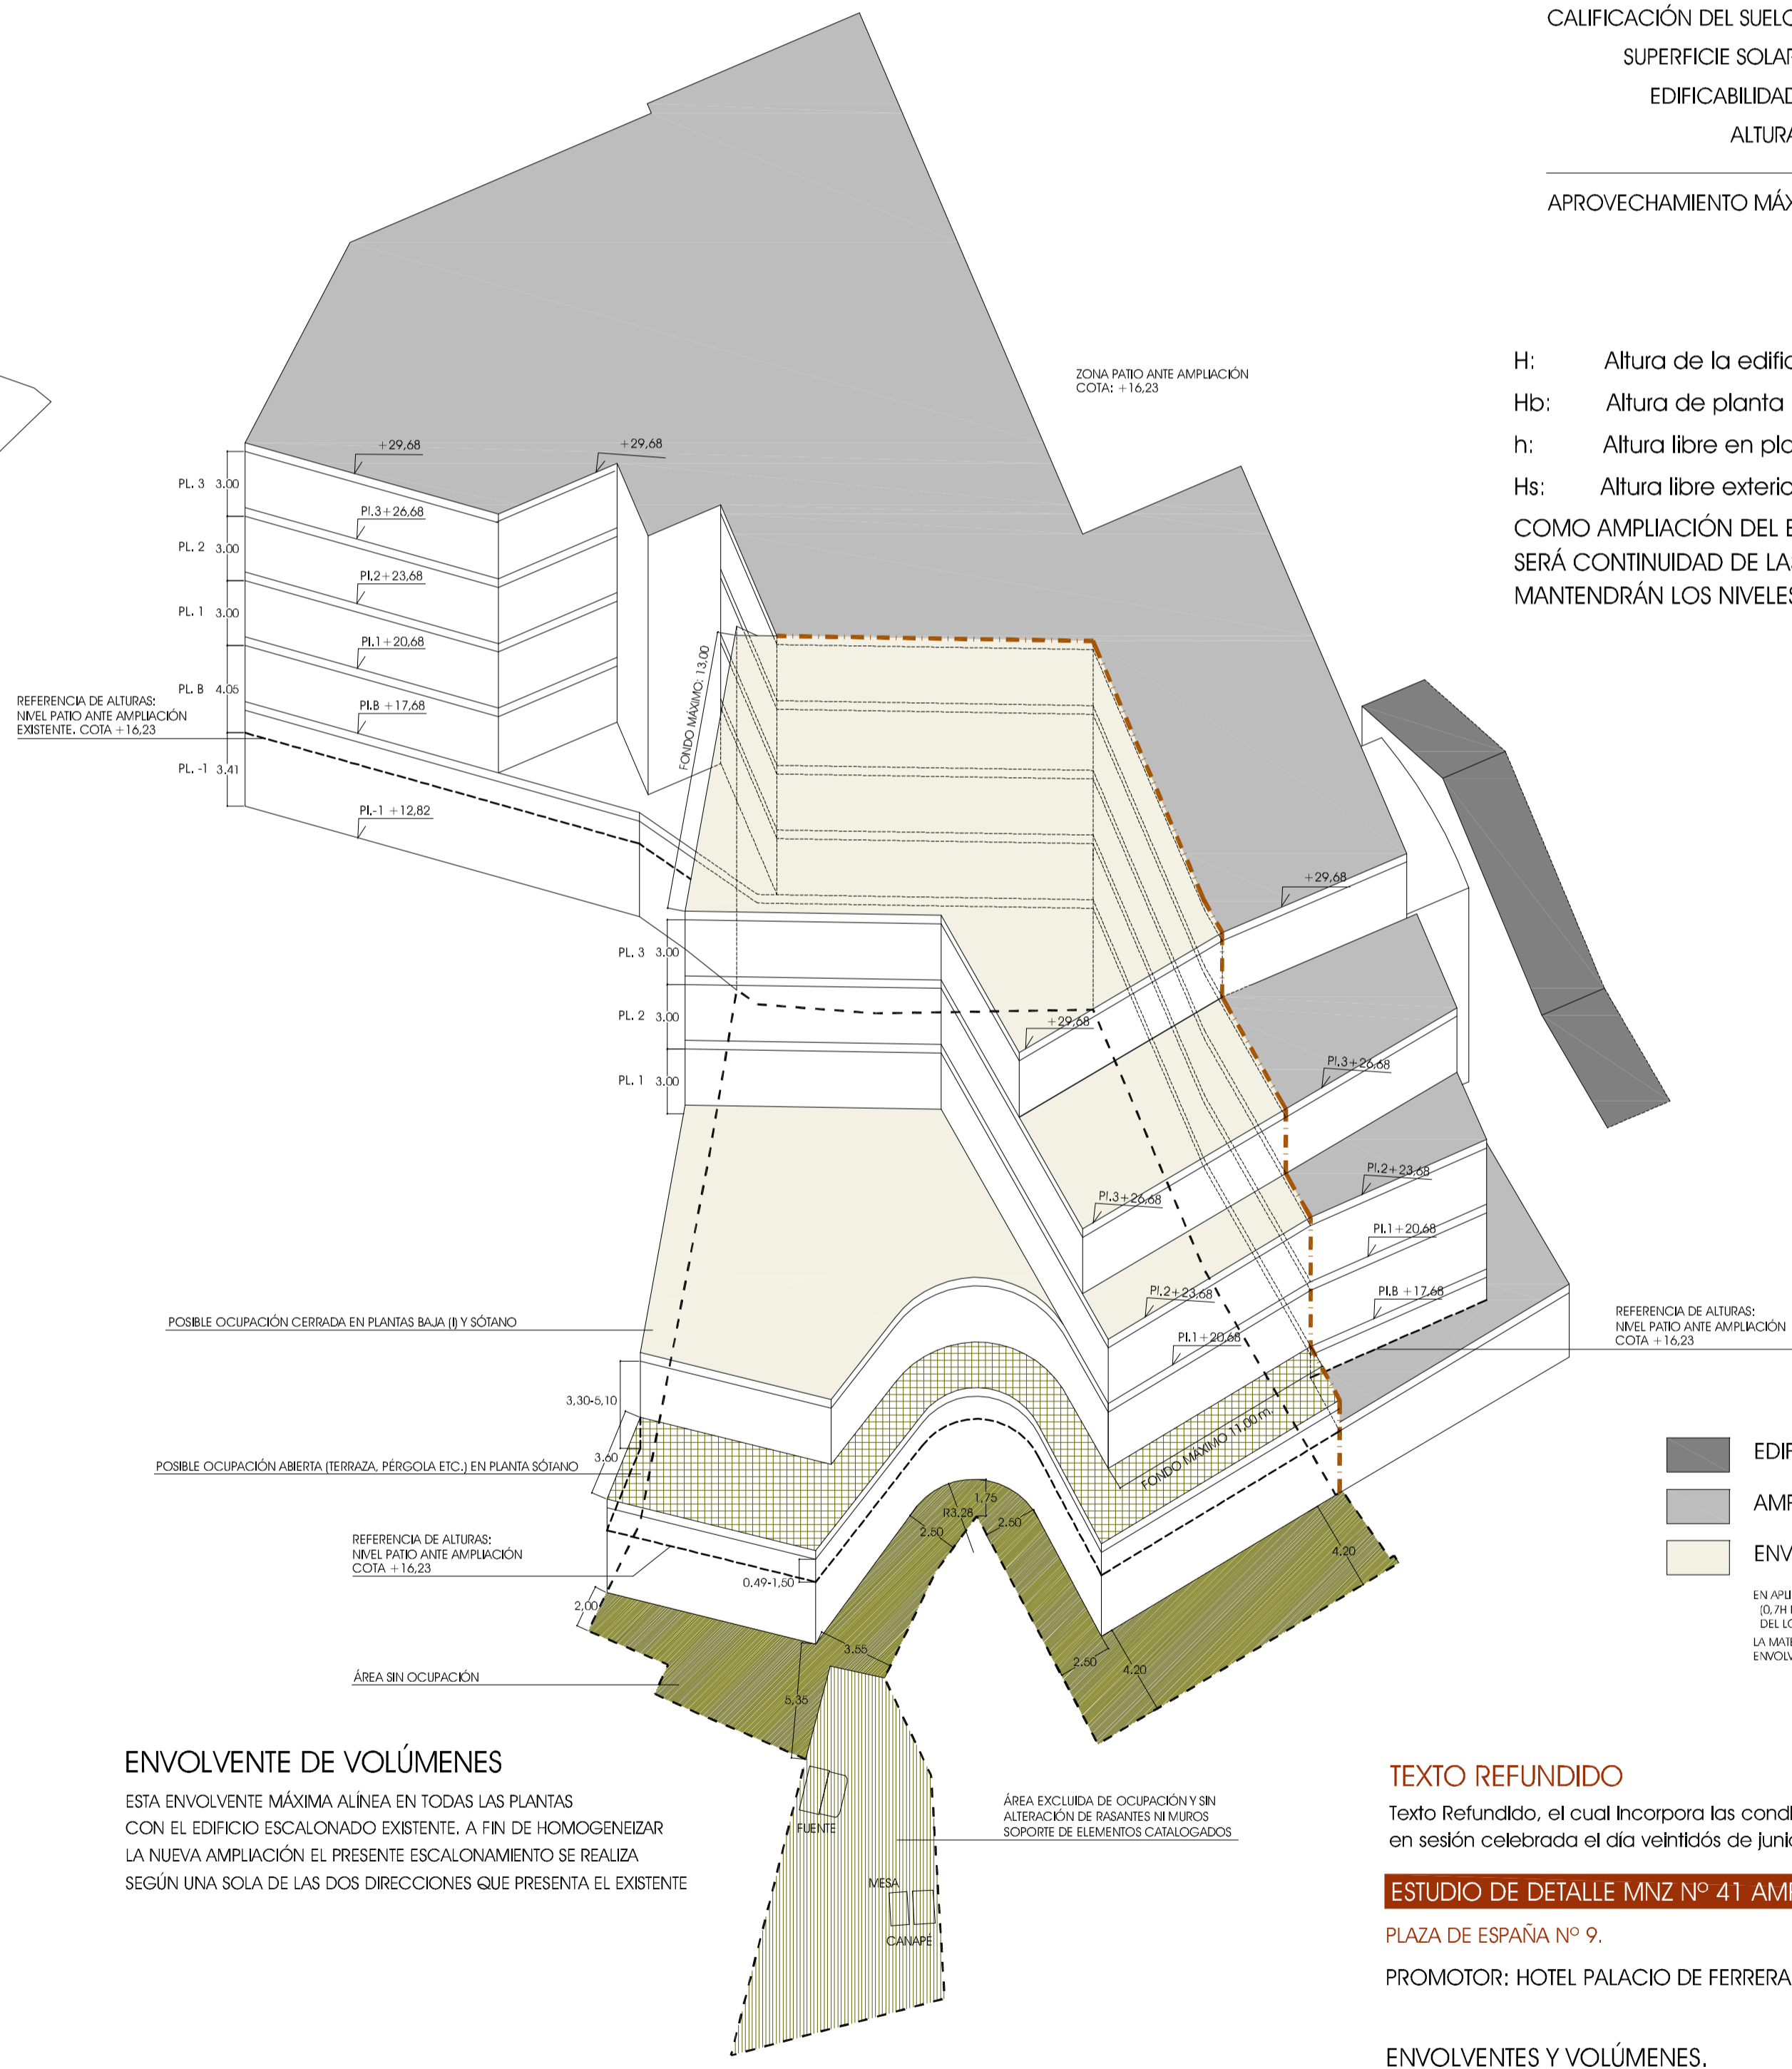 CALIFICACIÓN DEL SUELO
SUPERFICIE SOLAR
EDIFICABILIDAD
ALTURA
APROVECHAMIENTO MÁX
ZONA PATIO ANTE AMPLIACIÓN
COTA: +16,23
H: Altura de la edific
Hb: Altura de planta
h: Altura libre en pla
Hs: Altura libre exterio
COMO AMPLIACIÓN DEL E
SERÁ CONTINUIDAD DE LAS
MANTENDRÁN LOS NIVELES
+29,68
+29,68
PL. 3 3.00
Pl.3+26,68
PL. 2 3.00
Pl.2+23,68
PL. 1 3.00
Pl.1+20,68
PL. B 4.05
Pl.B +17,68
REFERENCIA DE ALTURAS:
NIVEL PATIO ANTE AMPLIACIÓN
EXISTENTE. COTA +16,23
PL. -1 3.41
Pl.-1 +12,82
FONDO MÁXIMO: 13,00
+29,68
PL. 3 3.00
PL. 2 3.00
+29,68
PL. 1 3.00
Pl.3+26,68
Pl.3+26,68
Pl.2+23,68
Pl.1+20,68
Pl.2+23,68
Pl.B +17,68
Pl.1+20,68
REFERENCIA DE ALTURAS:
NIVEL PATIO ANTE AMPLIACIÓN
COTA +16,23
POSIBLE OCUPACIÓN CERRADA EN PLANTAS BAJA (I) Y SÓTANO
3,30-5,10
3.60
POSIBLE OCUPACIÓN ABIERTA (TERRAZA, PÉRGOLA ETC.) EN PLANTA SÓTANO
FONDO MÁXIMO 11,00 m.
1.75
R3.28
2.50
2.50
REFERENCIA DE ALTURAS:
NIVEL PATIO ANTE AMPLIACIÓN
COTA +16,23
0.49-1,50
4.20
2,00
3.55
2.50
4.20
5,35
ÁREA SIN OCUPACIÓN
EDIF
AMP
ENV
EN APLI
(0,7H
DEL LO
LA MATE
ENVOLV
ENVOLVENTE DE VOLÚMENES
ESTA ENVOLVENTE MÁXIMA ALÍNEA EN TODAS LAS PLANTAS
CON EL EDIFICIO ESCALONADO EXISTENTE. A FIN DE HOMOGENEIZAR
LA NUEVA AMPLIACIÓN EL PRESENTE ESCALONAMIENTO SE REALIZA
SEGÚN UNA SOLA DE LAS DOS DIRECCIONES QUE PRESENTA EL EXISTENTE
FUENTE
MESA
CANAPÉ
ÁREA EXCLUIDA DE OCUPACIÓN Y SIN
ALTERACIÓN DE RASANTES NI MUROS
SOPORTE DE ELEMENTOS CATALOGADOS
TEXTO REFUNDIDO
Texto Refundido, el cual Incorpora las condi
en sesión celebrada el día veintidós de juni
ESTUDIO DE DETALLE MNZ Nº 41 AMP
PLAZA DE ESPAÑA Nº 9.
PROMOTOR: HOTEL PALACIO DE FERRERA
ENVOLVENTES Y VOLÚMENES.